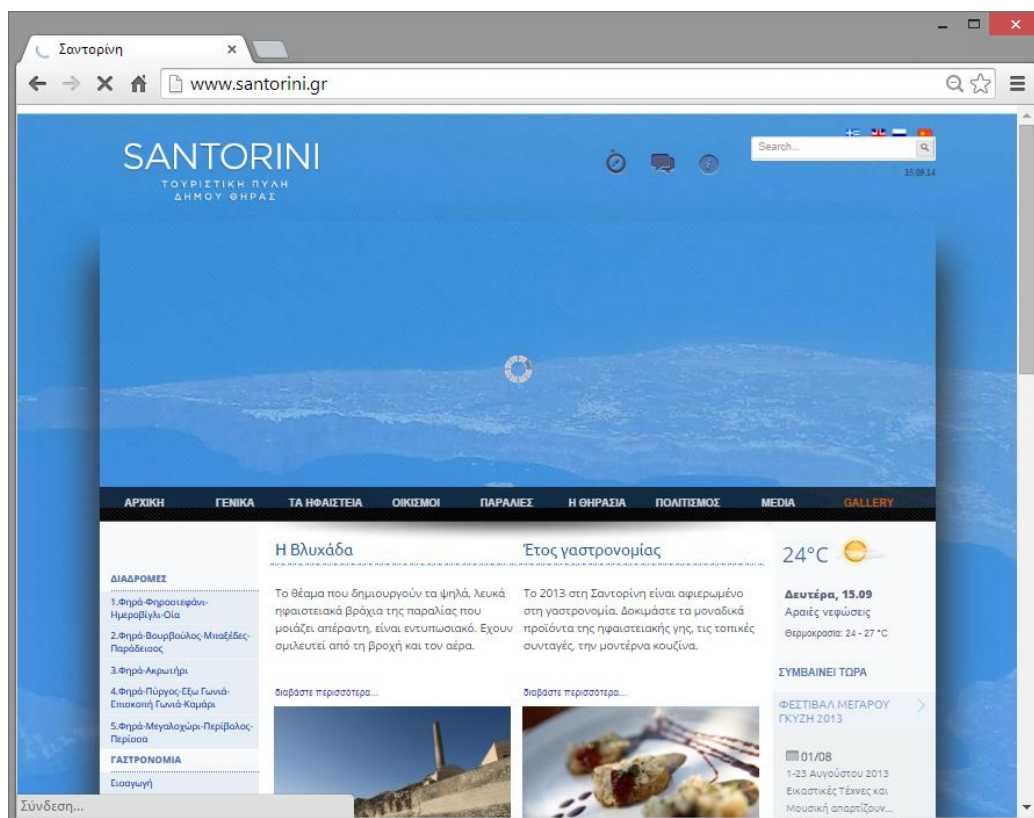 Σαντορίνη
www.santorini.gr
SANTORINI
ΤΟΥΡΙΣΤΙΚΗ ΠΥΛΗ
ΔΗΜΟΥ ΘΗΡΑΣ
Search...
15.09.14
ΑΡΧΙΚΗ ΓΕΝΙΚΑ ΤΑ ΗΦΑΙΣΤΕΙΑ ΟΙΚΙΣΜΟΙ ΠΑΡΑΛΙΕΣ Η ΘΗΡΑΣΙΑ ΠΟΛΙΤΙΣΜΟΣ MEDIA GALLERY
ΔΙΑΔΡΟΜΕΣ
1.Φηρά-Φηροστεφάνι-
Ημεροβίγλι-Οία
2.Φηρά-Βουρβούλος-Μπαξέδες-
Παράδεισος
3.Φηρά-Ακρωτήρι
4.Φηρά-Πύργος-Εξω Γωνιά-
Επισκοπή Γωνιά-Καμάρι
5.Φηρά-Μεγαλοχώρι-Περίβολος-
Περίσσα
ΓΑΣΤΡΟΝΟΜΙΑ
Εισαγωγή
Η Βλυχάδα
Το θέαμα που δημιουργούν τα ψηλά, λευκά
ηφαιστειακά βράχια της παραλίας που
μοιάζει απέραντη, είναι εντυπωσιακό. Εχουν
σμιλευτεί από τη βροχή και τον αέρα.
διαβάστε περισσότερα...
Έτος γαστρονομίας
Το 2013 στη Σαντορίνη είναι αφιερωμένο
στη γαστρονομία. Δοκιμάστε τα μοναδικά
προϊόντα της ηφαιστειακής γης, τις τοπικές
συνταγές, την μοντέρνα κουζίνα.
διαβάστε περισσότερα...
24°C
Δευτέρα, 15.09
Αραιές νεφώσεις
Θερμοκρασία: 24 - 27 °C
ΣΥΜΒΑΙΝΕΙ ΤΩΡΑ
ΦΕΣΤΙΒΑΛ ΜΕΓΑΡΟΥ
ΓΚΥΖΗ 2013
01/08
1-23 Αυγούστου 2013
Εικαστικές Τέχνες και
Μουσική απαρτίζουν...
Σύνδεση...